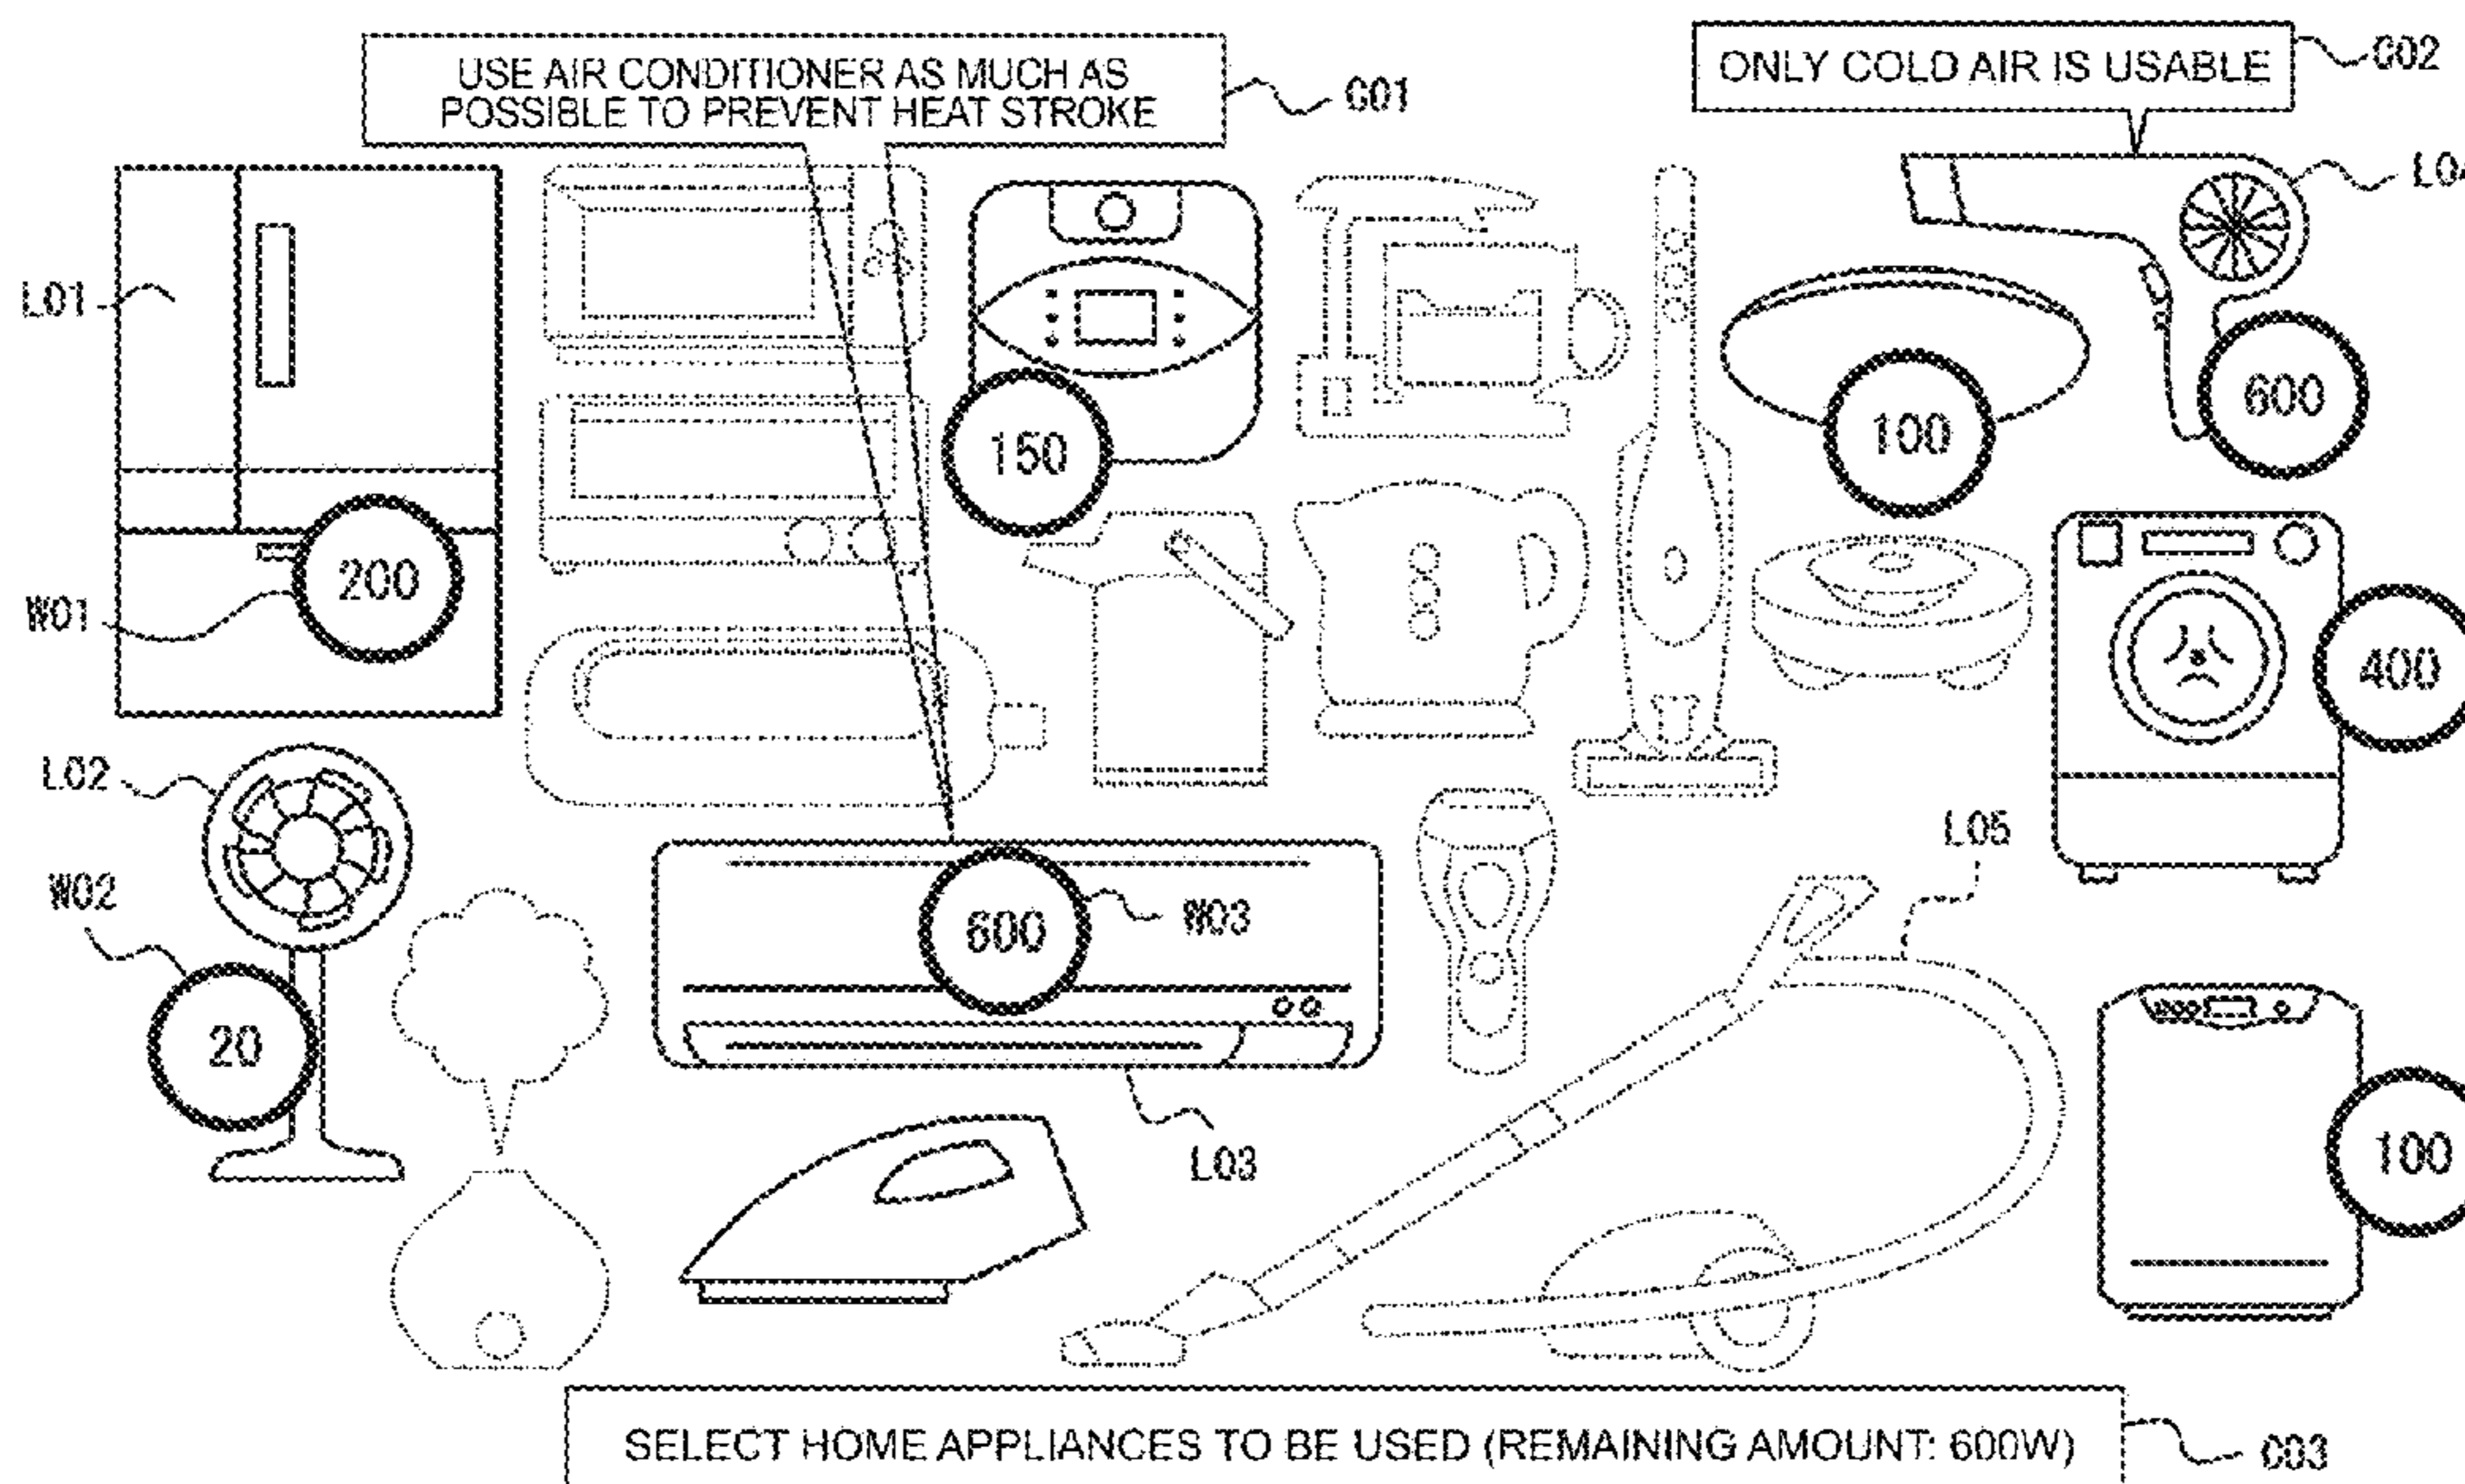 USE AIR CONDITIONER AS MUCH AS
POSSIBLE TO PREVENT HEAT STROKE
C01
ONLY COLD AIR IS USABLE
C02
L04
L01
150
100
600
200
W01
400
L02
L05
W02
600
W03
20
100
L03
SELECT HOME APPLIANCES TO BE USED (REMAINING AMOUNT: 600W)
C03